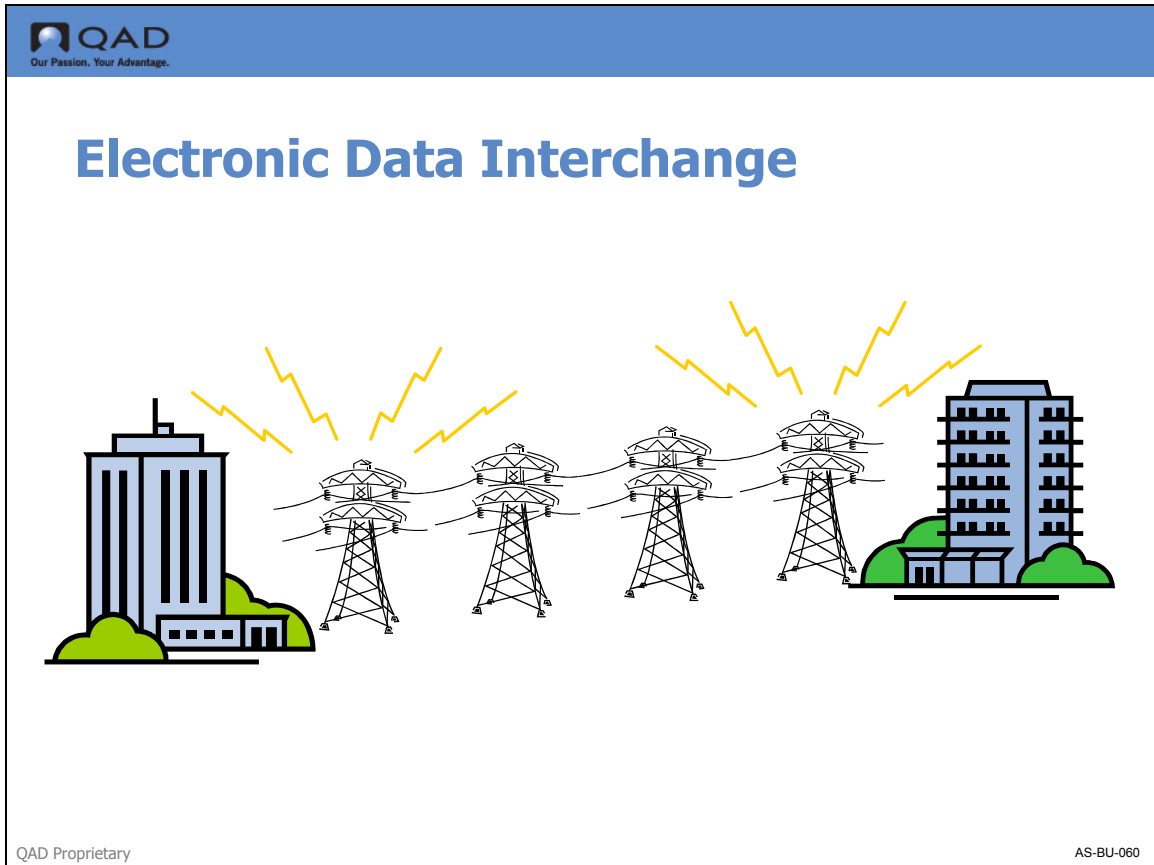 QAD
Our Passion. Your Advantage.
Electronic Data Interchange
QAD Proprietary
AS-BU-060